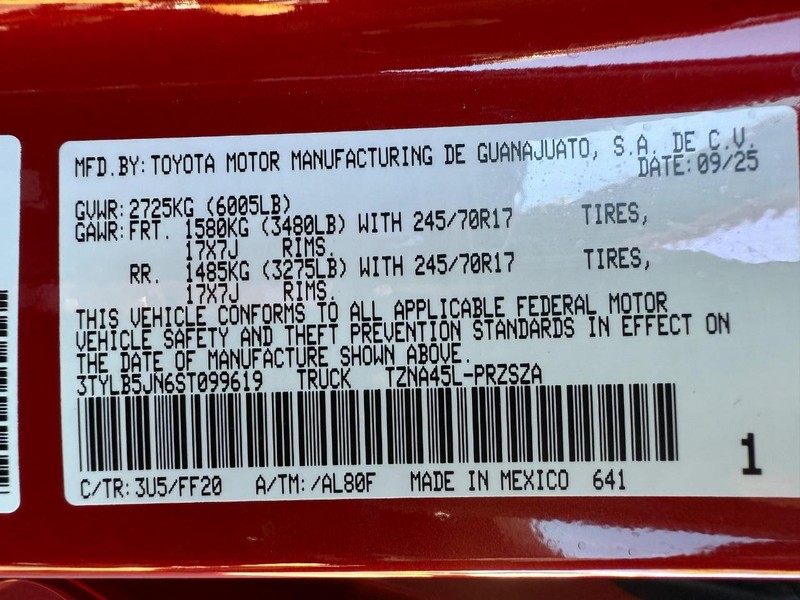 MFD.BY:TOYOTA MOTOR MANUFACTURING DE GUANAJUATO, S.A. DE C.V.
DATE:09/25
GVWR:2725KG (6005LB)
GAWR:FRT. 1580KG (3480LB) WITH 245/70R17 TIRES,
17X7J RIMS.
RR. 1485KG (3275LB) WITH 245/70R17 TIRES,
17X7J RIMS.
THIS VEHICLE CONFORMS TO ALL APPLICABLE FEDERAL MOTOR
VEHICLE SAFETY AND THEFT PREVENTION STANDARDS IN EFFECT ON
THE DATE OF MANUFACTURE SHOWN ABOVE.
3TYLB5JN6ST099619 TRUCK TZNA45L-PRZSZA
1
C/TR:3U5/FF20 A/TM:/AL80F MADE IN MEXICO 641